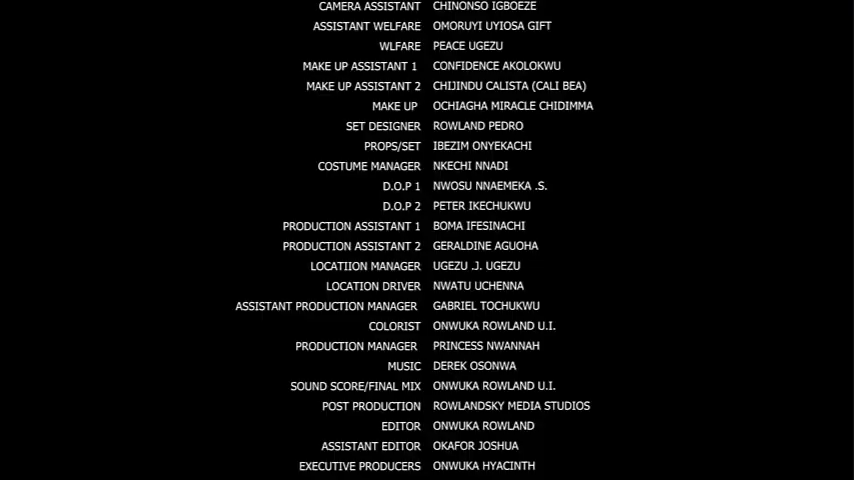 CAMERA ASSISTANT CHINONSO IGBOEZE
ASSISTANT WELFARE OMORUYI UYIOSA GIFT
WLFARE PEACE UGEZU
MAKE UP ASSISTANT 1 CONFIDENCE AKOLOKWU
MAKE UP ASSISTANT 2 CHIJINDU CALISTA (CALI BEA)
MAKE UP OCHIAGHA MIRACLE CHIDIMMA
SET DESIGNER ROWLAND PEDRO
PROPS/SET IBEZIM ONYEKACHI
COSTUME MANAGER NKECHI NNADI
D.O.P 1 NWOSU NNAEMEKA .S.
D.O.P 2 PETER IKECHUKWU
PRODUCTION ASSISTANT 1 BOMA IFESINACHI
PRODUCTION ASSISTANT 2 GERALDINE AGUOHA
LOCATIION MANAGER UGEZU .J. UGEZU
LOCATION DRIVER NWATU UCHENNA
ASSISTANT PRODUCTION MANAGER GABRIEL TOCHUKWU
COLORIST ONWUKA ROWLAND U.I.
PRODUCTION MANAGER PRINCESS NWANNAH
MUSIC DEREK OSONWA
SOUND SCORE/FINAL MIX ONWUKA ROWLAND U.I.
POST PRODUCTION ROWLANDSKY MEDIA STUDIOS
EDITOR ONWUKA ROWLAND
ASSISTANT EDITOR OKAFOR JOSHUA
EXECUTIVE PRODUCERS ONWUKA HYACINTH